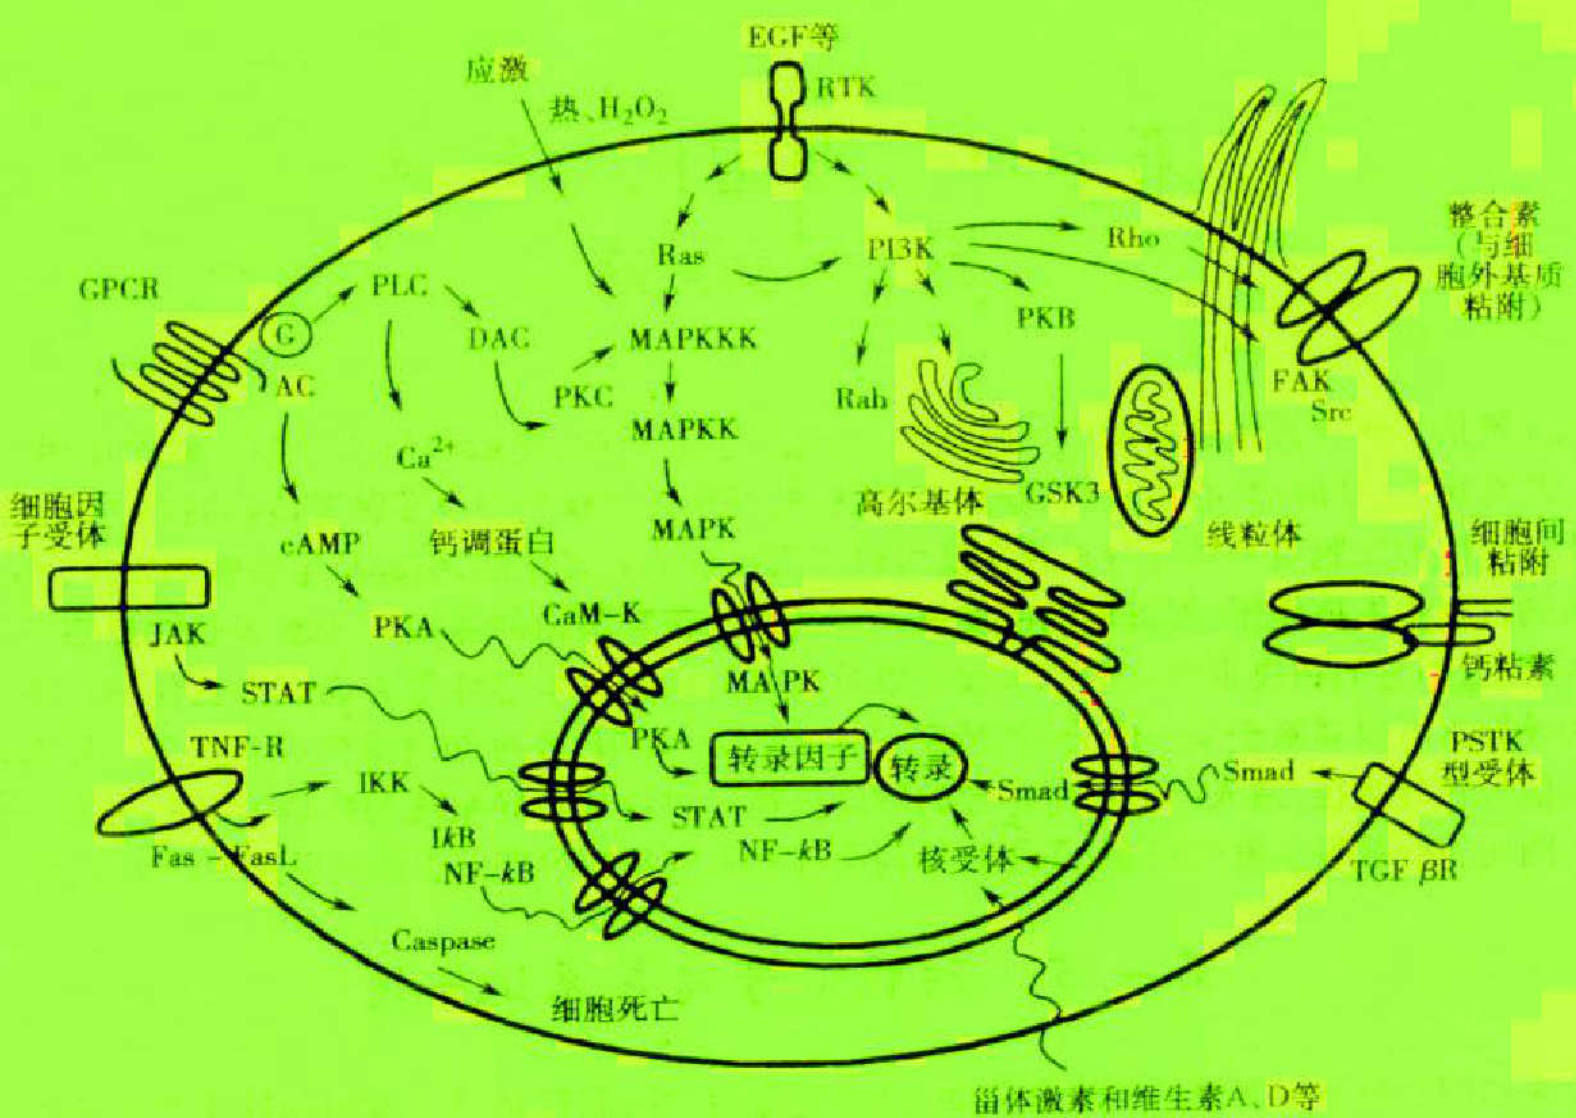 EGF等
应激
RTK
热、H₂O₂
整合素
(与细
胞外基质
粘附)
Ras
PI3K
Rho
GPCR
PLC
G
DAG
MAPKKK
PKB
AC
PKC
Rab
FAK
Src
MAPKK
Ca²⁺
高尔基体
GSK3
细胞因
子受体
cAMP
钙调蛋白
MAPK
线粒体
细胞间
粘附
JAK
PKA
CaM-K
钙粘素
STAT
MAPK
TNF-R
PKA
转录因子
转录
PSTK
型受体
IKK
Smad
Smad
STAT
IkB
NF-kB
NF-kB
核受体
Fas-FasL
TGF βR
Caspase
细胞死亡
甾体激素和维生素A、D等